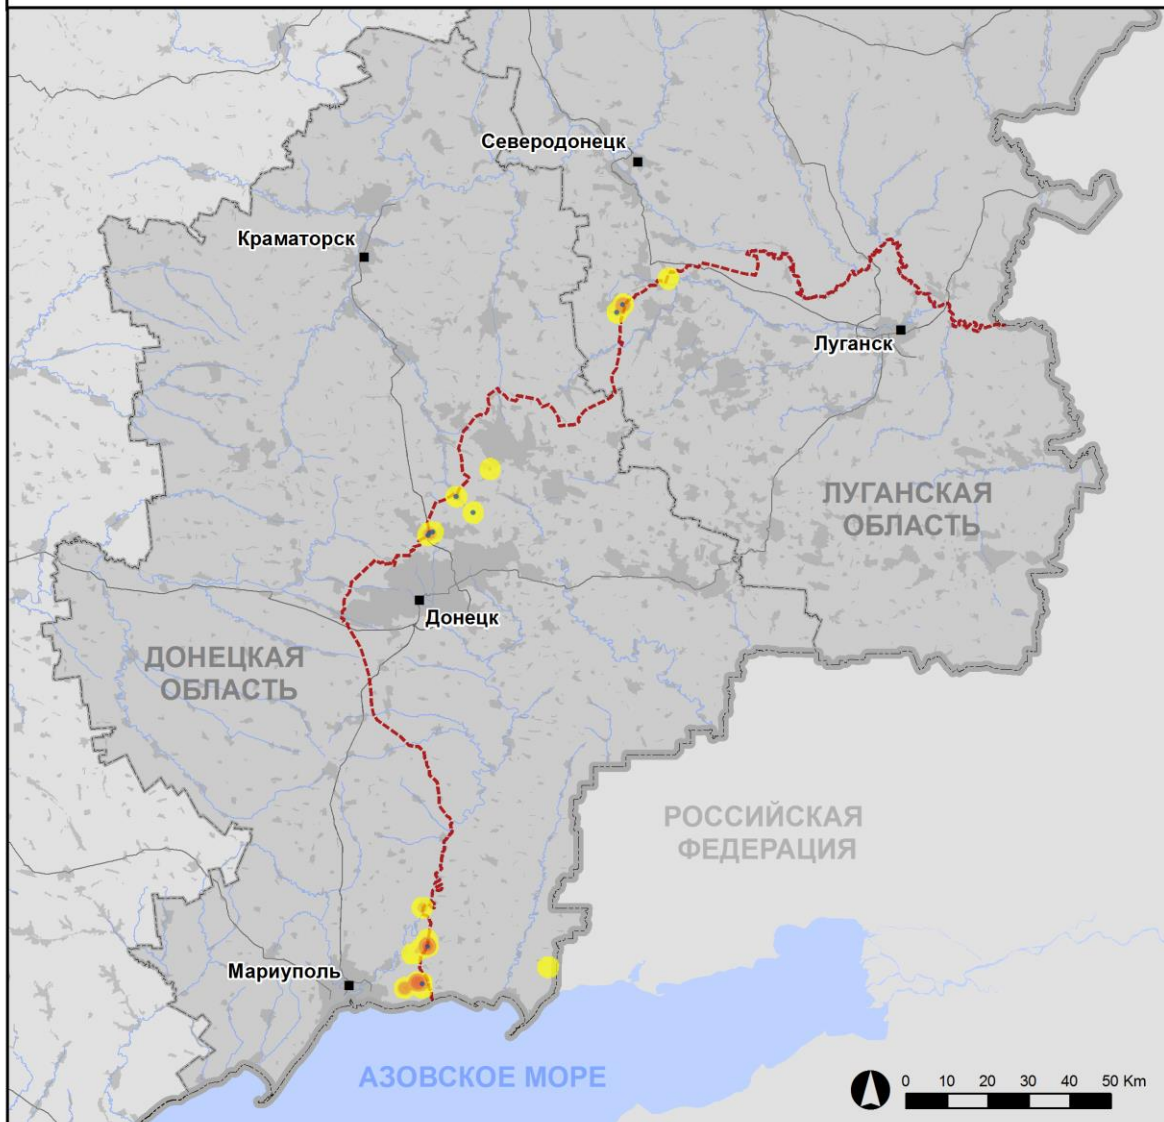 Северодонецк
Краматорск
Луганск
ЛУГАНСКАЯ
ОБЛАСТЬ
Донецк
ДОНЕЦКАЯ
ОБЛАСТЬ
РОССИЙСКАЯ
ФЕДЕРАЦИЯ
Мариуполь
АЗОВСКОЕ МОРЕ
0 10 20 30 40 50 Km